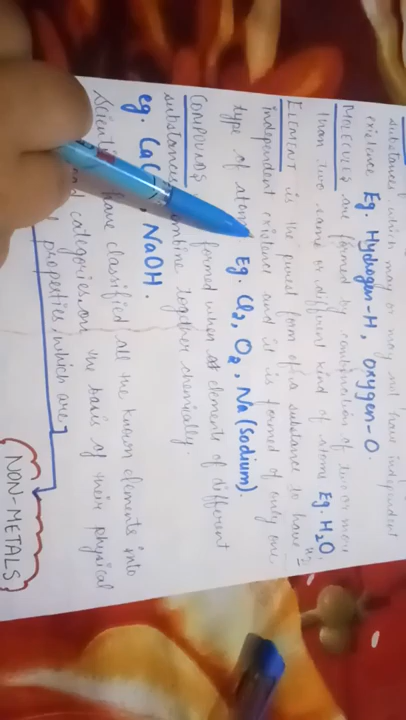 substances which may or may not have independent
existence Eg. Hydrogen-H, Oxygen-O.
MOLECULES are formed by combination of two or more
than two same or different kind of atoms Eg. H2O,
ELEMENT is the purest form of a substance to have
independent existence and it is formed of only one
type of atom Eg. Cl2, O2, Na (Sodium).
COMPOUNDS formed when elements of different
substances combine together chemically.
eg. Ca( , NaOH.
Scienti have classified all the known elements into
categories on the basis of their physical
properties which are
NON-METALS